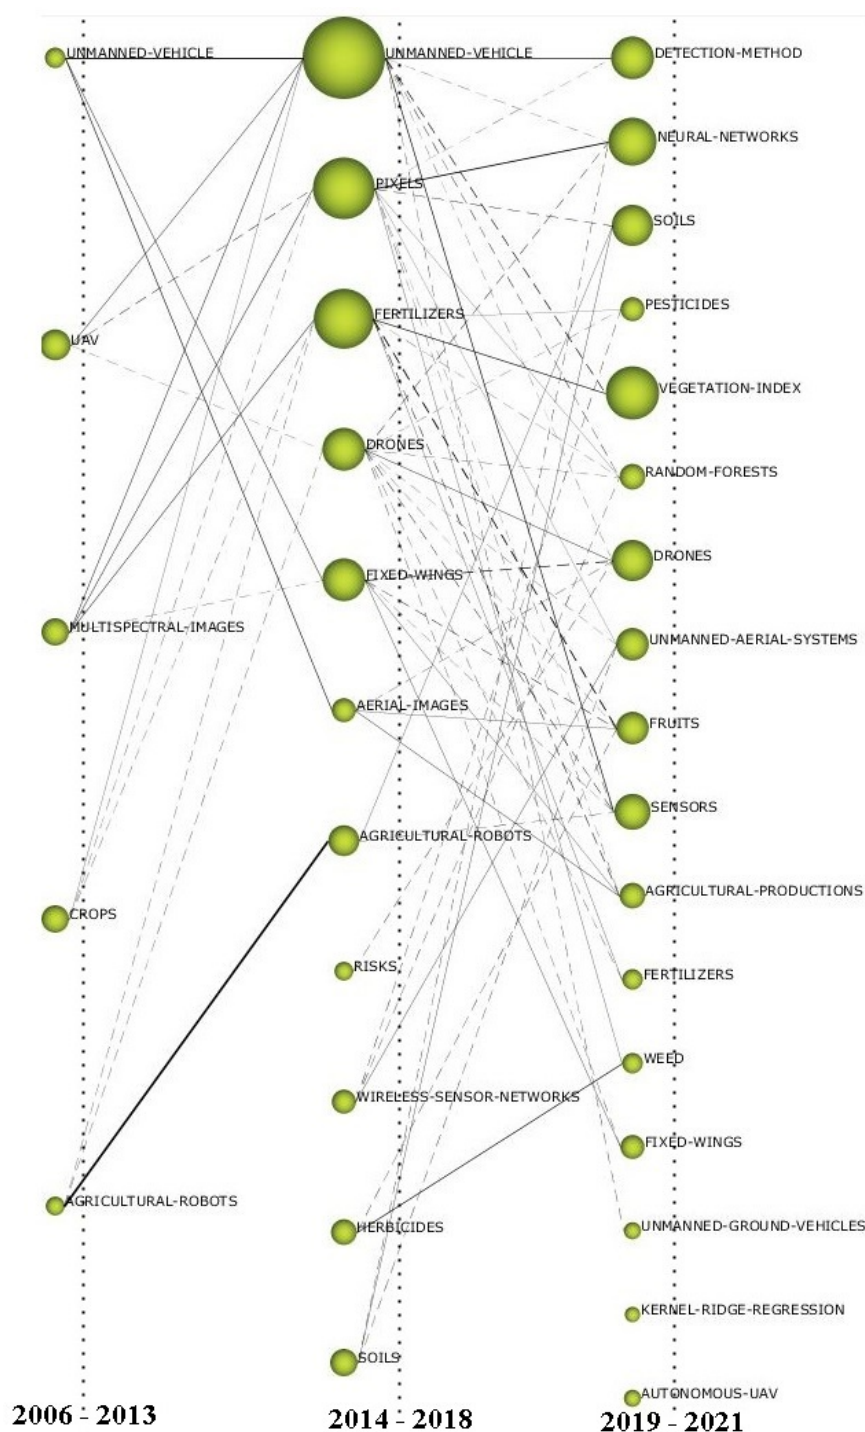 UNMANNED-VEHICLE
UAV
MULTISPECTRAL-IMAGES
CROPS
AGRICULTURAL-ROBOTS
2006 - 2013
UNMANNED-VEHICLE
PIXELS
FERTILIZERS
DRONES
FIXED-WINGS
AERIAL-IMAGES
AGRICULTURAL-ROBOTS
RISKS
WIRELESS-SENSOR-NETWORKS
HERBICIDES
SOILS
2014 - 2018
DETECTION-METHOD
NEURAL-NETWORKS
SOILS
PESTICIDES
VEGETATION-INDEX
RANDOM-FORESTS
DRONES
UNMANNED-AERIAL-SYSTEMS
FRUITS
SENSORS
AGRICULTURAL-PRODUCTIONS
FERTILIZERS
WEED
FIXED-WINGS
UNMANNED-GROUND-VEHICLES
KERNEL-RIDGE-REGRESSION
AUTONOMOUS-UAV
2019 - 2021